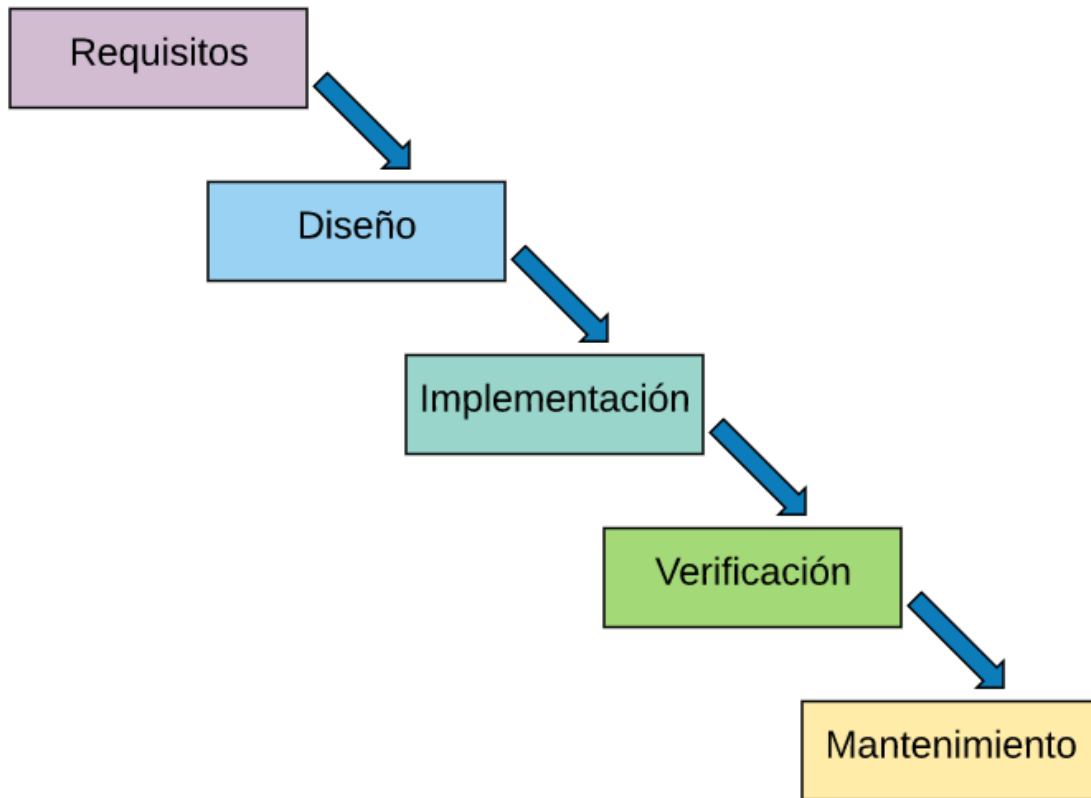 Requisitos
Diseño
Implementación
Verificación
Mantenimiento